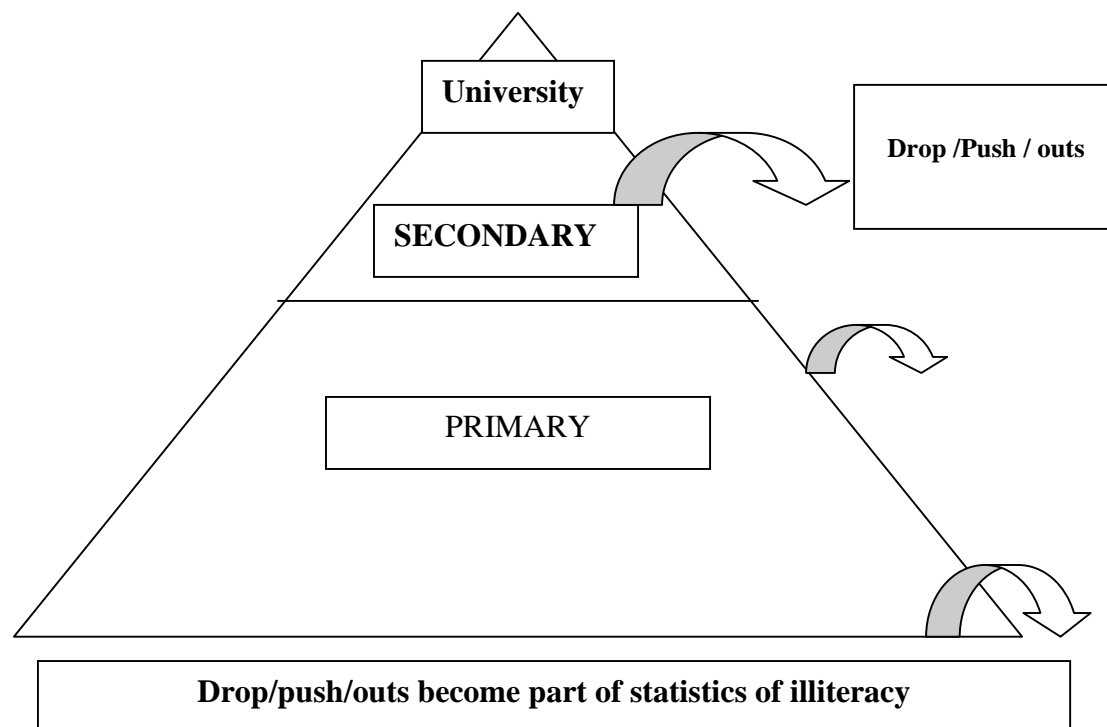 University
Drop /Push / outs
SECONDARY
PRIMARY
Drop/push/outs become part of statistics of illiteracy